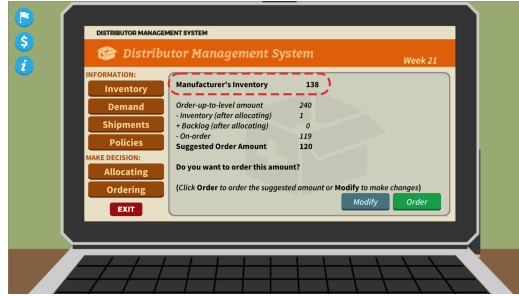 DISTRIBUTOR MANAGEMENT SYSTEM
Distributor Management System
Week 21
INFORMATION:
Inventory
Demand
Shipments
Policies
MAKE DECISION:
Allocating
Ordering
EXIT
Manufacturer's Inventory 138
Order-up-to-level amount 240
- Inventory (after allocating) 1
+ Backlog (after allocating) 0
- On-order 119
Suggested Order Amount 120
Do you want to order this amount?
(Click Order to order the suggested amount or Modify to make changes)
Modify Order
$
i